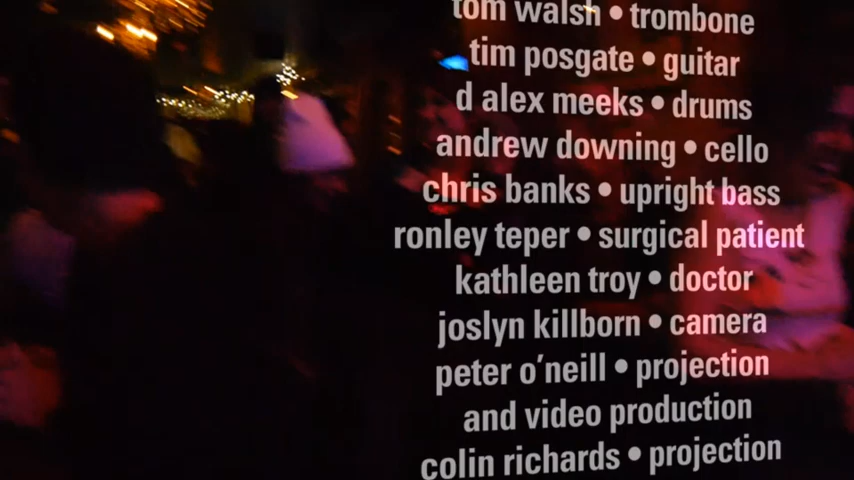 tom walsh • trombone
tim posgate • guitar
d alex meeks • drums
andrew downing • cello
chris banks • upright bass
ronley teper • surgical patient
kathleen troy • doctor
joslyn killborn • camera
peter o'neill • projection
and video production
colin richards • projection